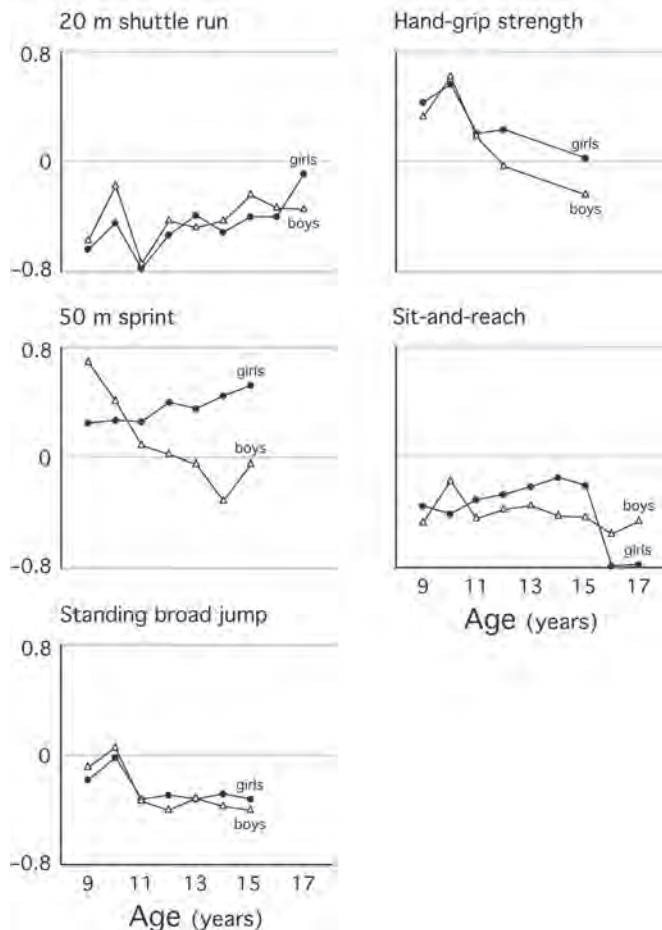 20 m shuttle run
0.8
0
–0.8
girls
boys
Hand-grip strength
girls
boys
50 m sprint
0.8
0
–0.8
girls
boys
Sit-and-reach
boys
girls
9 11 13 15 17
Age (years)
Standing broad jump
0.8
0
–0.8
girls
boys
9 11 13 15 17
Age (years)